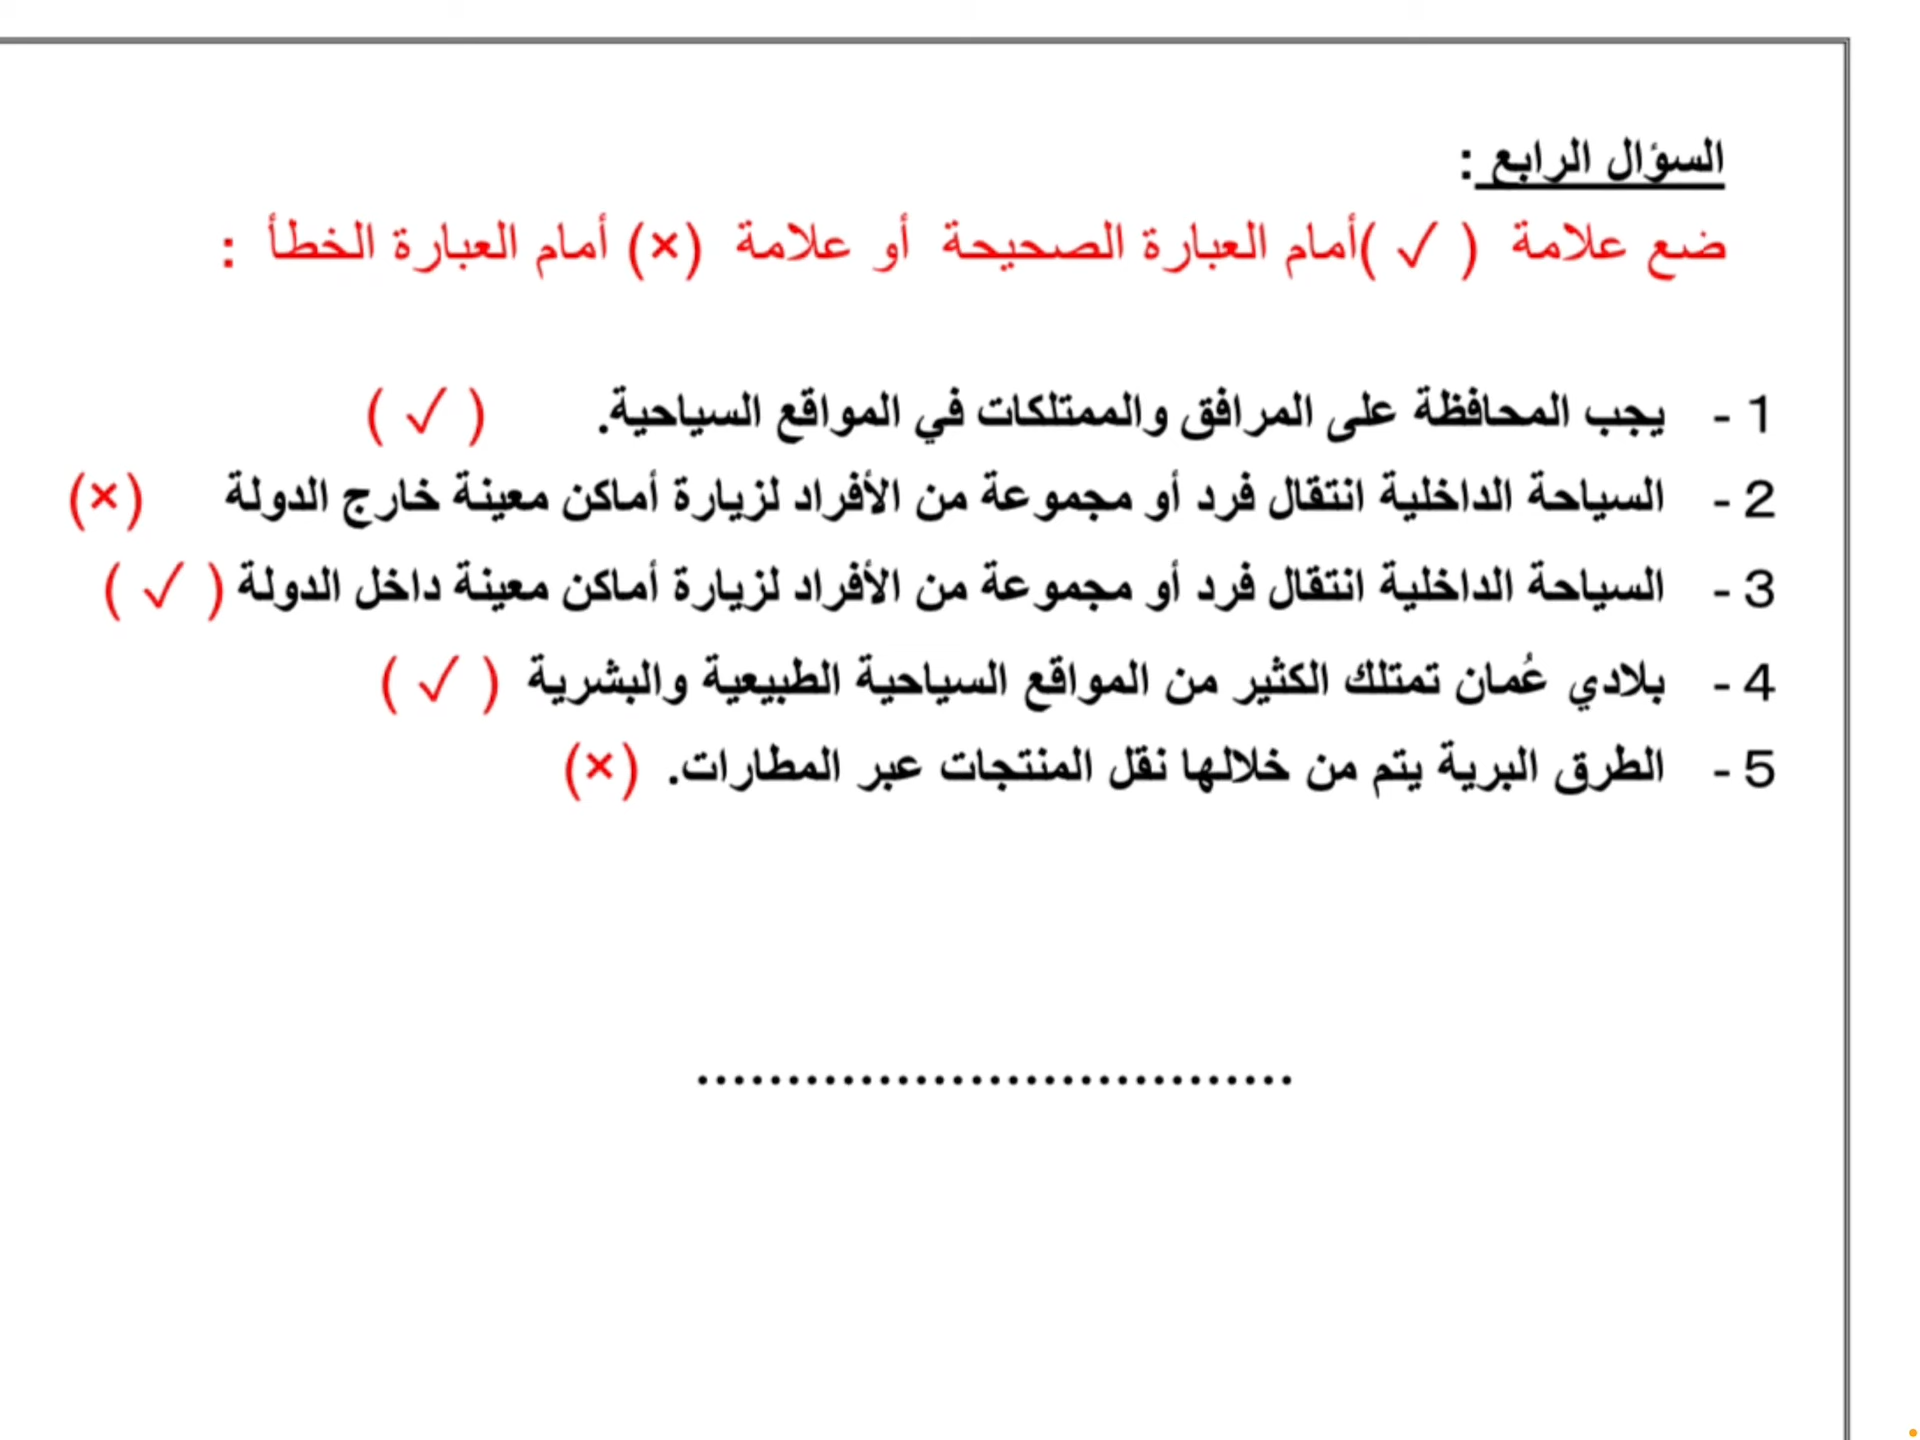 السؤال الرابع :
ضع علامة ( ✓ )أمام العبارة الصحيحة أو علامة (×) أمام العبارة الخطأ :
1 - يجب المحافظة على المرافق والممتلكات في المواقع السياحية. ( ✓ )
2 - السياحة الداخلية انتقال فرد أو مجموعة من الأفراد لزيارة أماكن معينة خارج الدولة (×)
3 - السياحة الداخلية انتقال فرد أو مجموعة من الأفراد لزيارة أماكن معينة داخل الدولة ( ✓ )
4 - بلادي عُمان تمتلك الكثير من المواقع السياحية الطبيعية والبشرية ( ✓ )
5 - الطرق البرية يتم من خلالها نقل المنتجات عبر المطارات. (×)
.................................